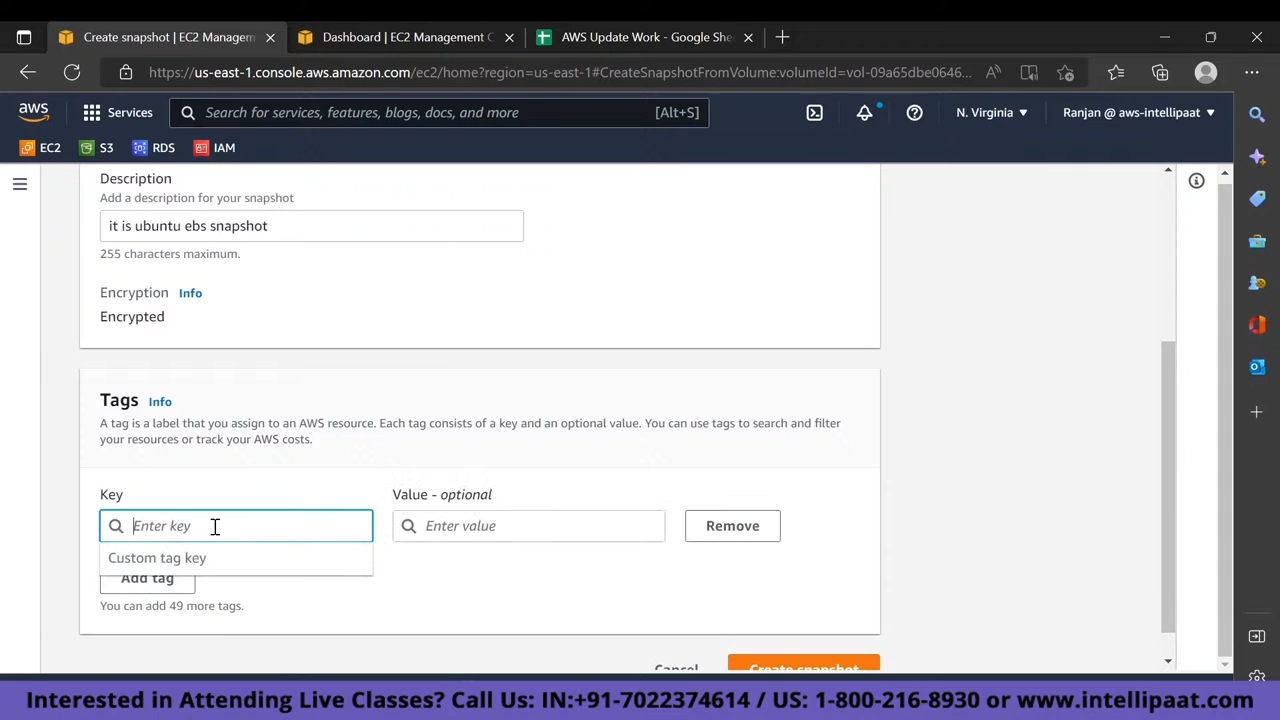 Create snapshot | EC2 Managem
Dashboard | EC2 Management C
AWS Update Work - Google She
https://us-east-1.console.aws.amazon.com/ec2/home?region=us-east-1#CreateSnapshotFromVolume:volumeId=vol-09a65dbe0646...
aws
Services
Search for services, features, blogs, docs, and more
[Alt+S]
N. Virginia
Ranjan @ aws-intellipaat
EC2
S3
RDS
IAM
Description
Add a description for your snapshot
it is ubuntu ebs snapshot
255 characters maximum.
Encryption Info
Encrypted
Tags Info
A tag is a label that you assign to an AWS resource. Each tag consists of a key and an optional value. You can use tags to search and filter
your resources or track your AWS costs.
Key
Value - optional
Enter key
Enter value
Remove
Custom tag key
Add tag
You can add 49 more tags.
Cancel
Create snapshot
Interested in Attending Live Classes? Call Us: IN:+91-7022374614 / US: 1-800-216-8930 or www.intellipaat.com